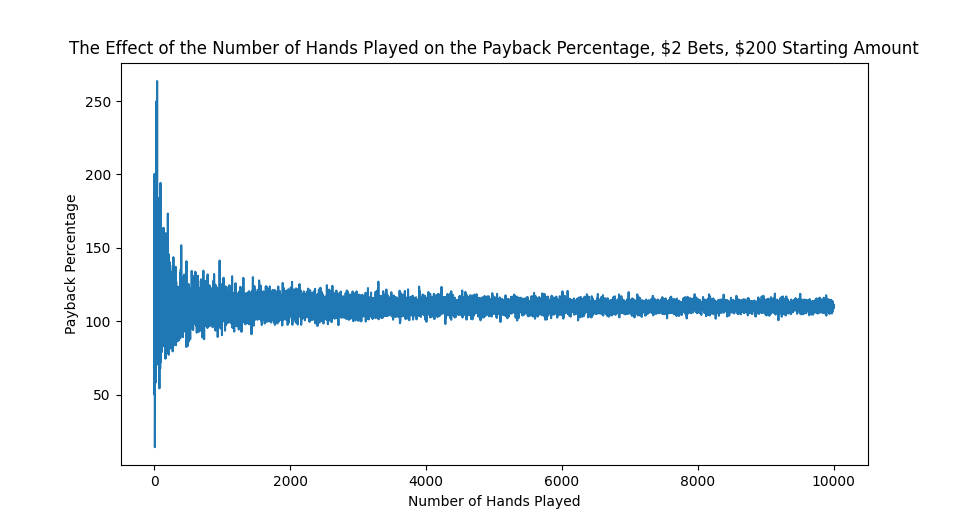 The Effect of the Number of Hands Played on the Payback Percentage, $2 Bets, $200 Starting Amount
250
200
150
100
50
Payback Percentage
0 2000 4000 6000 8000 10000
Number of Hands Played